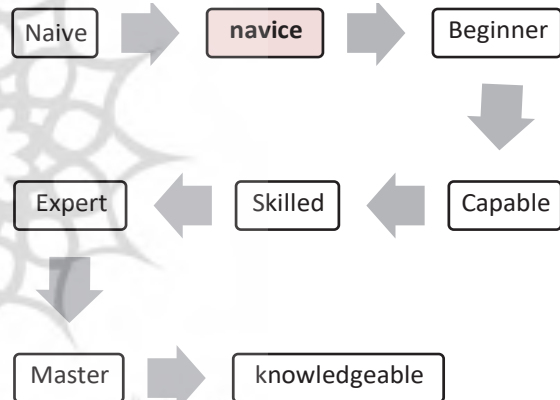 Naive
navice
Beginner
Capable
Skilled
Expert
Master
knowledgeable